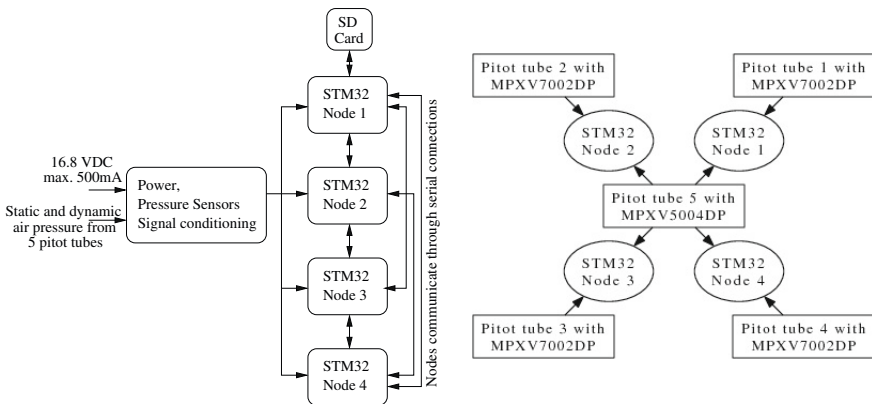 SD
Card
STM32
Node 1
STM32
Node 2
STM32
Node 3
STM32
Node 4
16.8 VDC
max. 500mA
Static and dynamic
air pressure from
5 pitot tubes
Power,
Pressure Sensors
Signal conditioning
Nodes communicate through serial connections
Pitot tube 2 with
MPXV7002DP
Pitot tube 1 with
MPXV7002DP
STM32
Node 2
STM32
Node 1
Pitot tube 5 with
MPXV5004DP
STM32
Node 3
STM32
Node 4
Pitot tube 3 with
MPXV7002DP
Pitot tube 4 with
MPXV7002DP